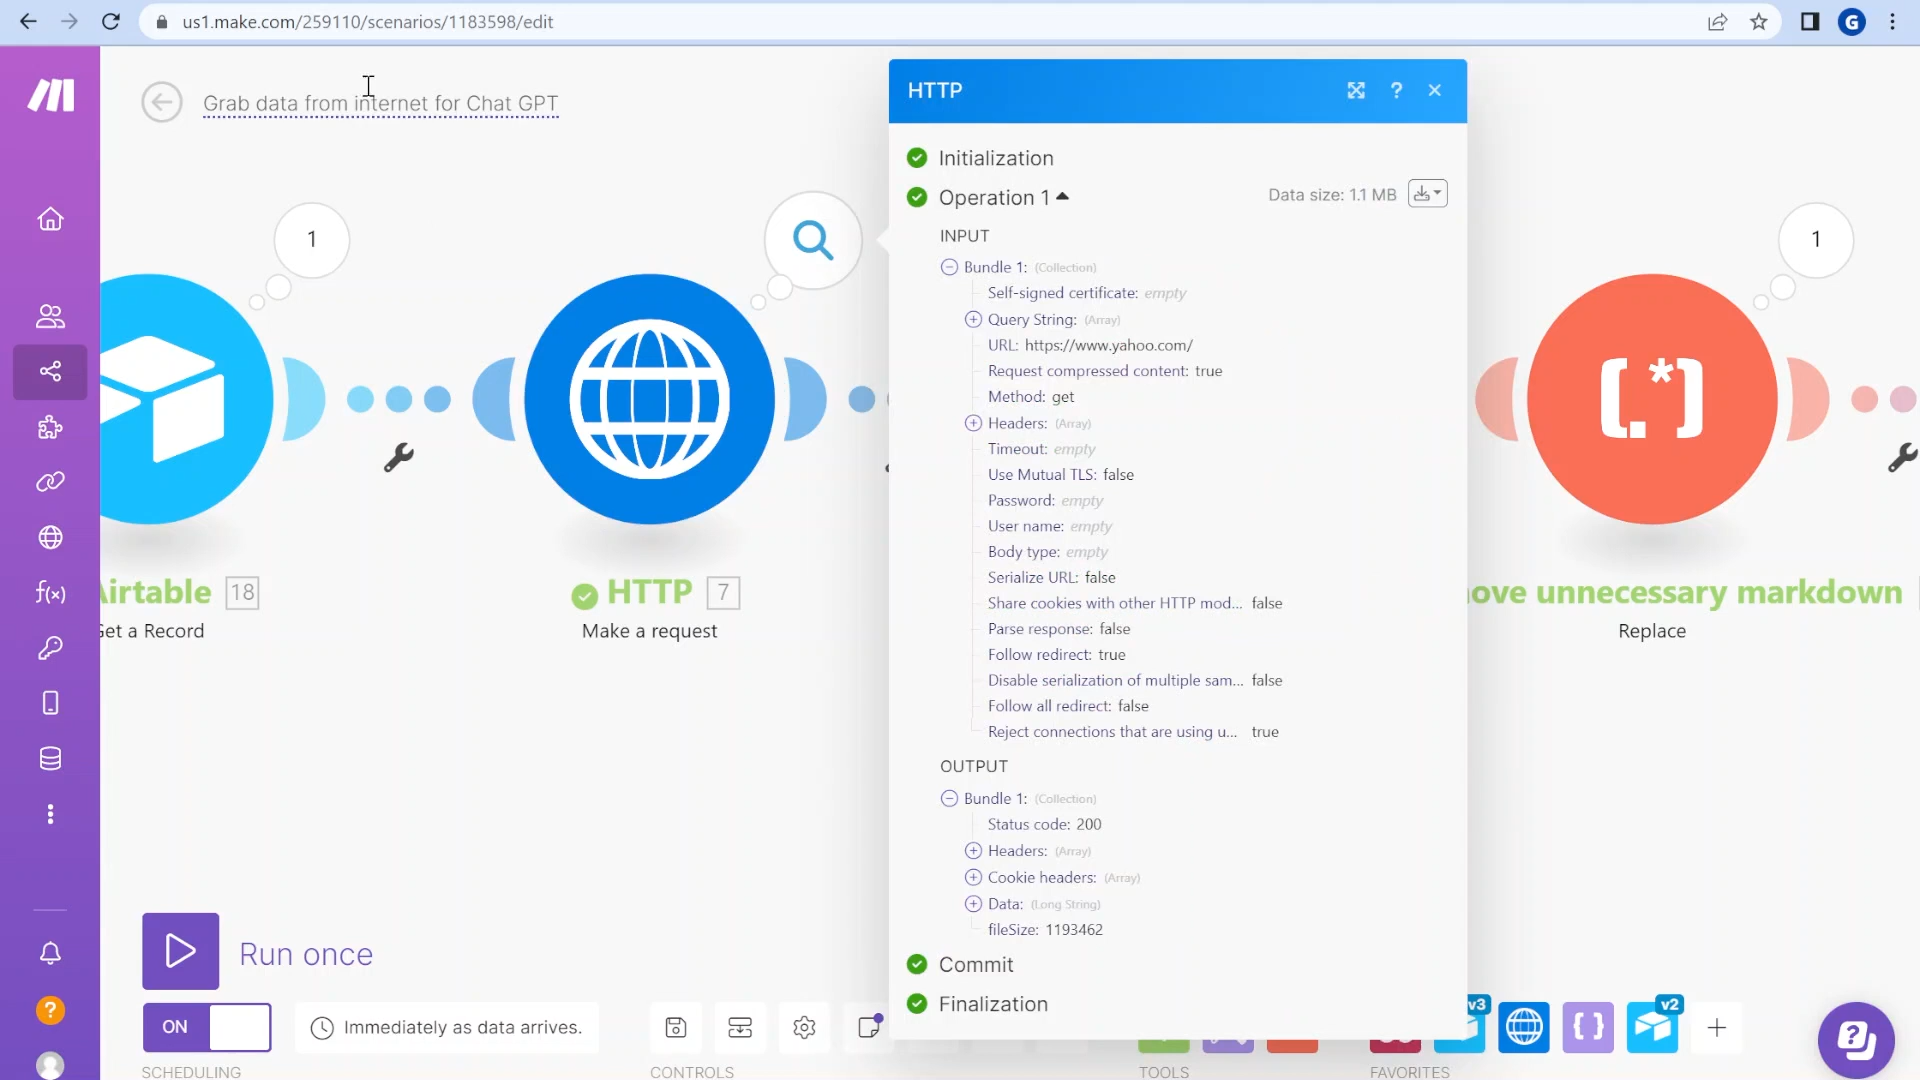 us1.make.com/259110/scenarios/1183598/edit
G
Grab data from internet for Chat GPT
HTTP
?
Initialization
Operation 1
Data size: 1.1 MB
INPUT
Bundle 1: (Collection)
Self-signed certificate: empty
Query String: (Array)
URL: https://www.yahoo.com/
Request compressed content: true
Method: get
Headers: (Array)
Timeout: empty
Use Mutual TLS: false
Password: empty
User name: empty
Body type: empty
Serialize URL: false
Share cookies with other HTTP mod... false
Parse response: false
Follow redirect: true
Disable serialization of multiple sam... false
Follow all redirect: false
Reject connections that are using u... true
OUTPUT
Bundle 1: (Collection)
Status code: 200
Headers: (Array)
Cookie headers: (Array)
Data: (Long String)
fileSize: 1193462
Commit
Finalization
1
1
Airtable 18
Get a Record
HTTP 7
Make a request
ove unnecessary markdown
Replace
f(x)
Run once
ON
Immediately as data arrives.
v3
v2
?
SCHEDULING
CONTROLS
TOOLS
FAVORITES